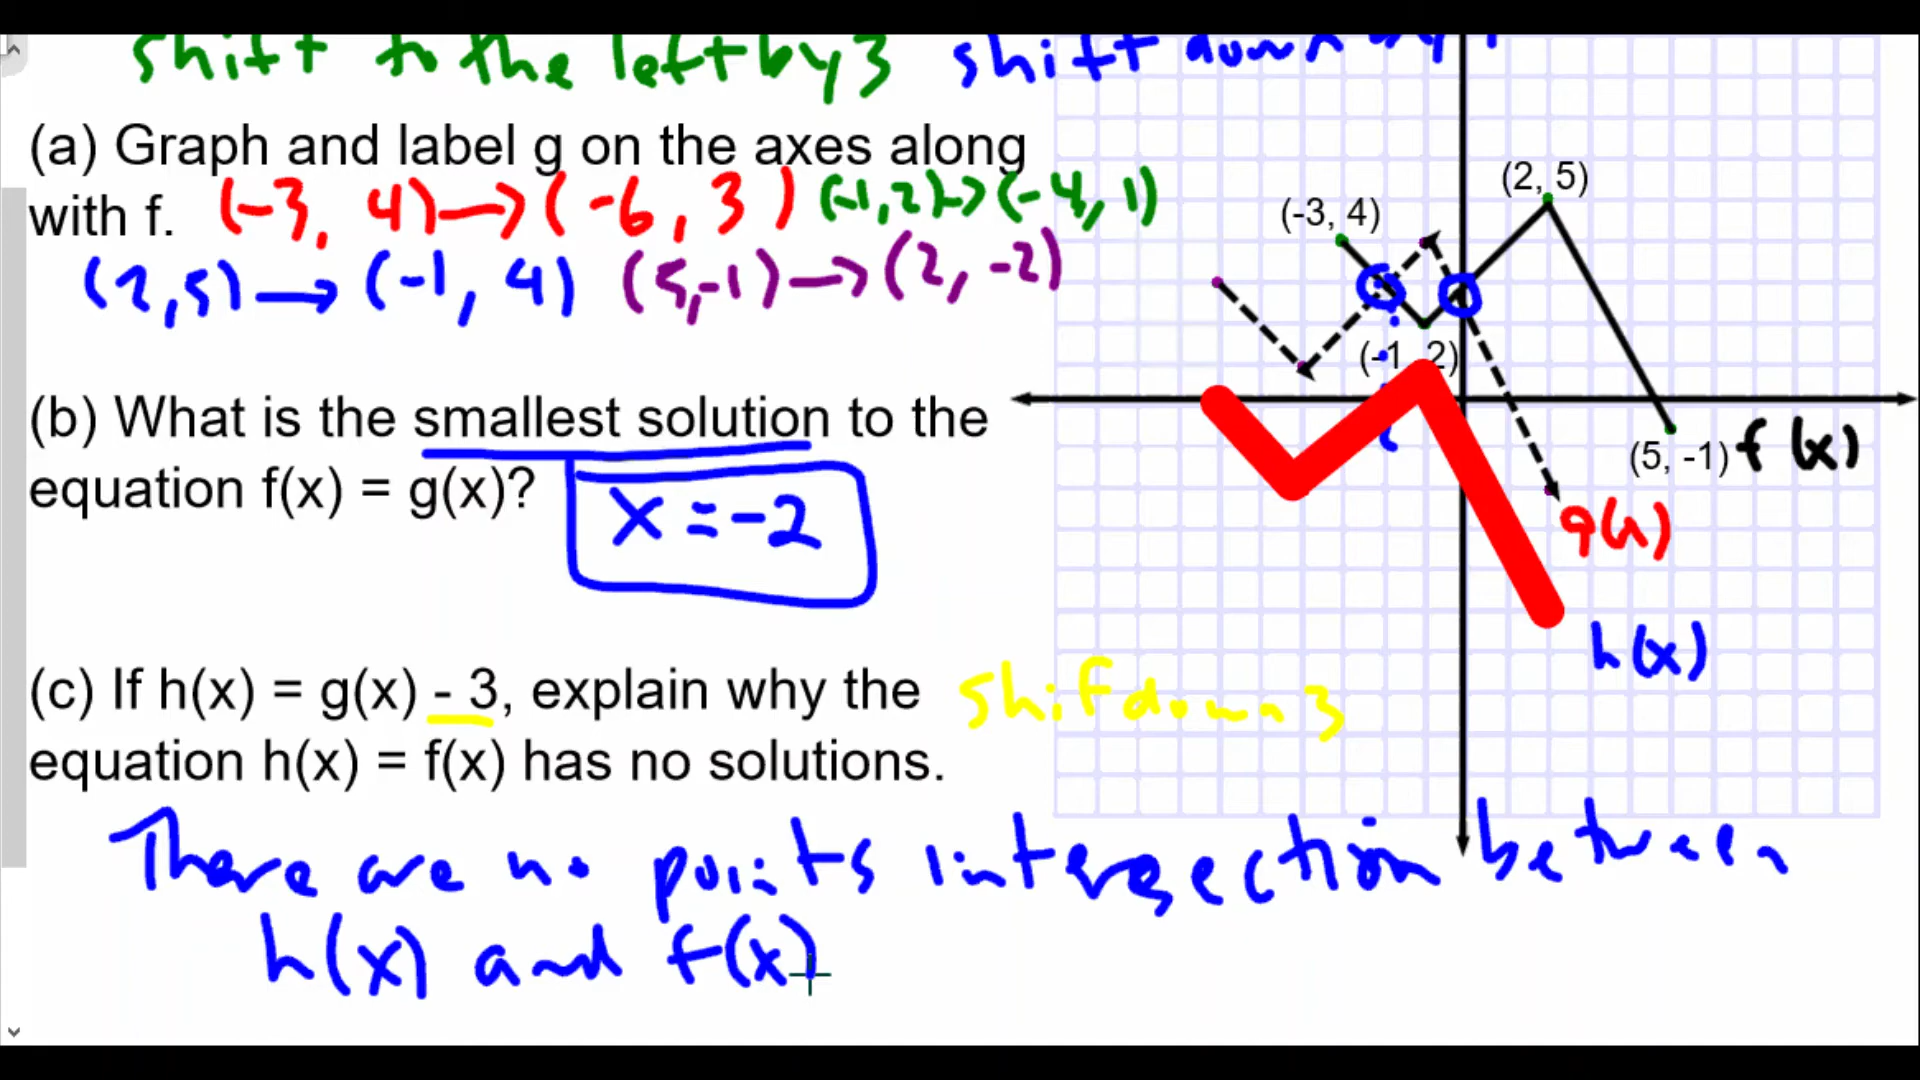 shift to the left by 3 shift down by 1
(a) Graph and label g on the axes along
with f. (-3, 4)→(-6, 3) (-1,2)→(-4, 1)
(2,5)→(-1, 4) (5,-1)→(2, -2)
(b) What is the smallest solution to the
equation f(x) = g(x)?
x = -2
(c) If h(x) = g(x) - 3, explain why the
shif down 3
equation h(x) = f(x) has no solutions.
There are no points intersection between
h(x) and f(x)
(2, 5)
(-3, 4)
(-1 2)
(5, -1) f(x)
g(x)
h(x)